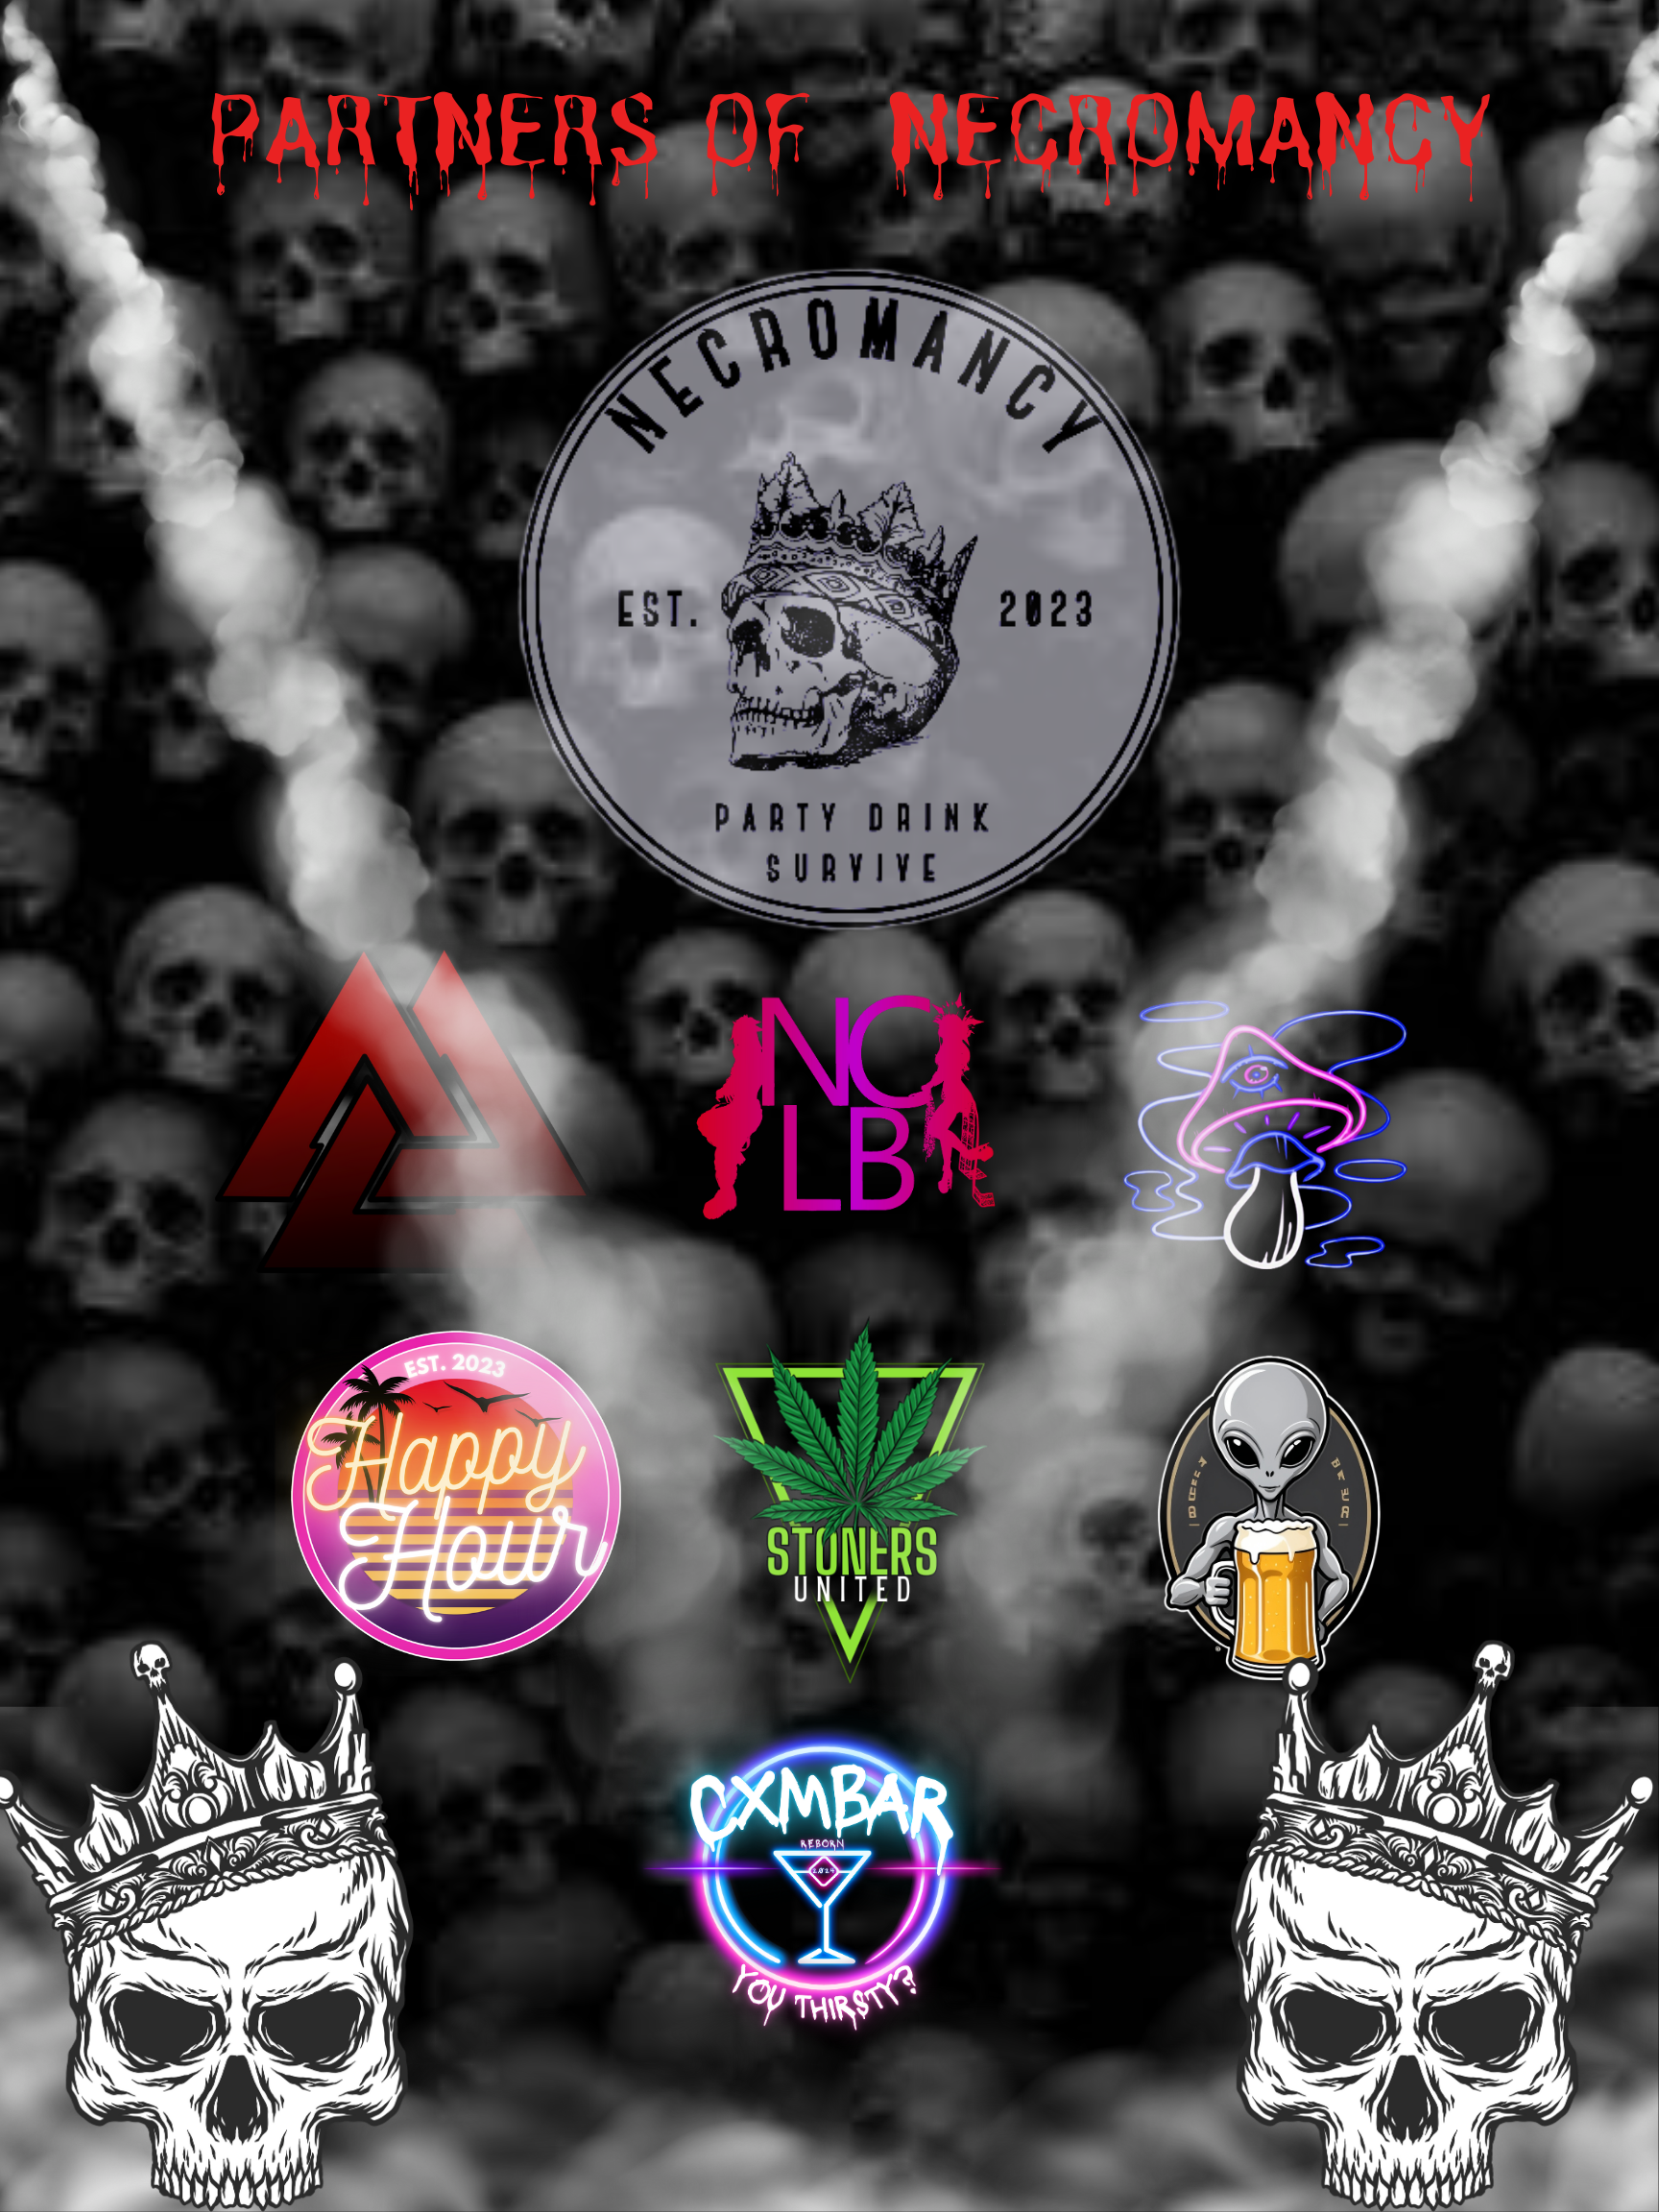 PARTNERS OF NECROMANCY
NECROMANCY
EST. 2023
PARTY DRINK
SURVIVE
NC
LB
EST. 2023
Happy
Hour
STONERS
UNITED
CXMBAR
REBORN
YOU THIRSTY?